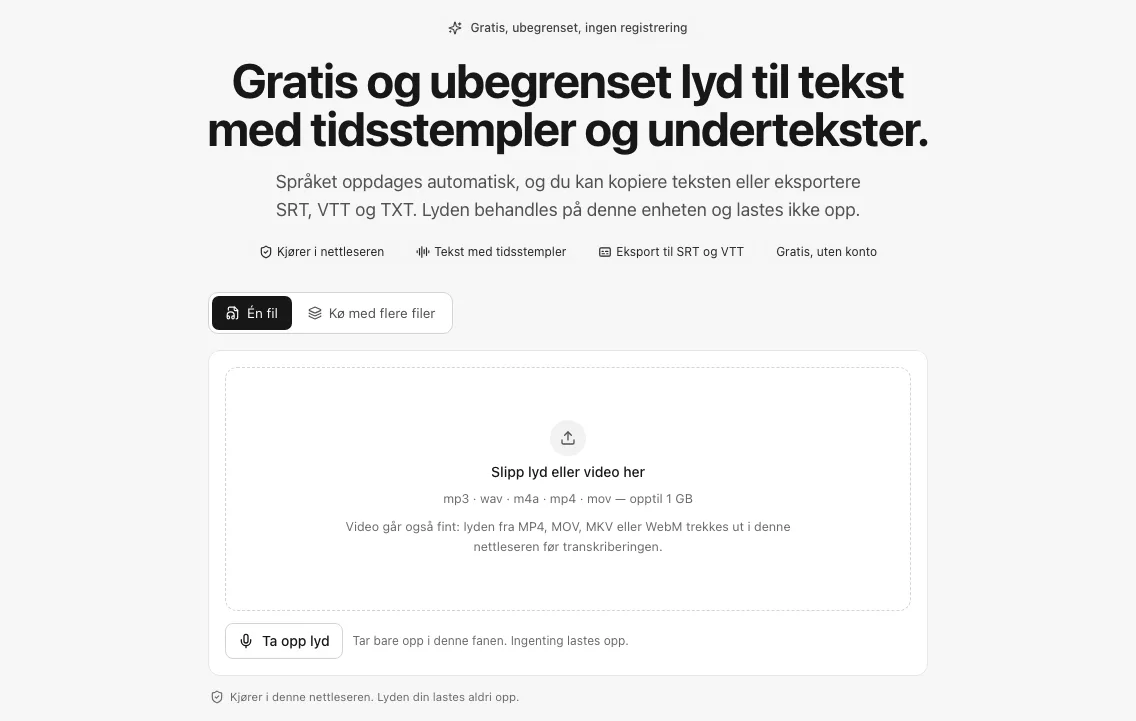 Gratis, ubegrenset, ingen registrering
Gratis og ubegrenset lyd til tekst
med tidsstempler og undertekster.
Språket oppdages automatisk, og du kan kopiere teksten eller eksportere
SRT, VTT og TXT. Lyden behandles på denne enheten og lastes ikke opp.
Kjører i nettleseren Tekst med tidsstempler Eksport til SRT og VTT Gratis, uten konto
Én fil Kø med flere filer
Slipp lyd eller video her
mp3 · wav · m4a · mp4 · mov — opptil 1 GB
Video går også fint: lyden fra MP4, MOV, MKV eller WebM trekkes ut i denne
nettleseren før transkriberingen.
Ta opp lyd Tar bare opp i denne fanen. Ingenting lastes opp.
Kjører i denne nettleseren. Lyden din lastes aldri opp.